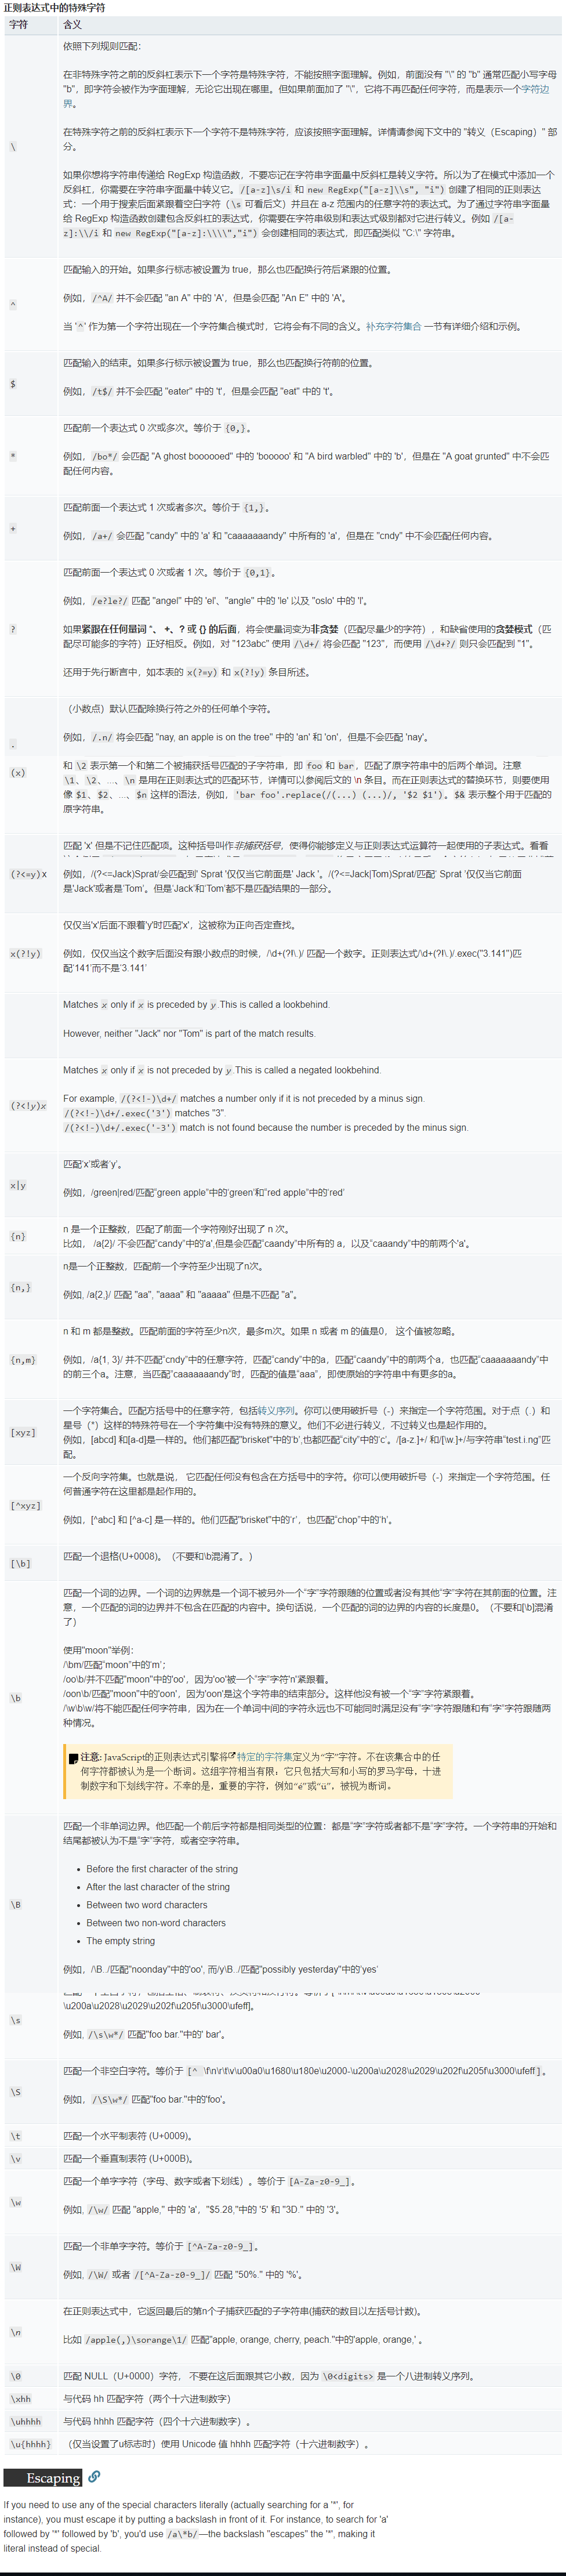 正则表达式中的特殊字符
字符 含义
\
依照下列规则匹配：
在非特殊字符之前的反斜杠表示下一个字符是特殊字符，不能按照字面理解。例如，前面没有 "\" 的 "b" 通常匹配小写字母
"b"，即字符会被作为字面理解，无论它出现在哪里。但如果前面加了 "\"，它将不再匹配任何字符，而是表示一个字符边
界。
在特殊字符之前的反斜杠表示下一个字符不是特殊字符，应该按照字面理解。详情请参阅下文中的 "转义（Escaping）" 部
分。
如果你想将字符串传递给 RegExp 构造函数，不要忘记在字符串字面量中反斜杠是转义字符。所以为了在模式中添加一个
反斜杠，你需要在字符串字面量中转义它。/[a-z]\s/i 和 new RegExp("[a-z]\\s", "i") 创建了相同的正则表达
式：一个用于搜索后面紧跟着空白字符（\s 可看后文）并且在 a-z 范围内的任意字符的表达式。为了通过字符串字面量
给 RegExp 构造函数创建包含反斜杠的表达式，你需要在字符串级别和表达式级别都对它进行转义。例如 /[a-
z]:\\/i 和 new RegExp("[a-z]:\\\\","i") 会创建相同的表达式，即匹配类似 "C:\" 字符串。
^
匹配输入的开始。如果多行标志被设置为 true，那么也匹配换行符后紧跟的位置。
例如，/^A/ 并不会匹配 "an A" 中的 'A'，但是会匹配 "An E" 中的 'A'。
当 '^' 作为第一个字符出现在一个字符集合模式时，它将会有不同的含义。补充字符集合 一节有详细介绍和示例。
$
匹配输入的结束。如果多行标示被设置为 true，那么也匹配换行符前的位置。
例如，/t$/ 并不会匹配 "eater" 中的 't'，但是会匹配 "eat" 中的 't'。
*
匹配前一个表达式 0 次或多次。等价于 {0,}。
例如，/bo*/ 会匹配 "A ghost boooooed" 中的 'booooo' 和 "A bird warbled" 中的 'b'，但是在 "A goat grunted" 中不会匹
配任何内容。
+
匹配前面一个表达式 1 次或者多次。等价于 {1,}。
例如，/a+/ 会匹配 "candy" 中的 'a' 和 "caaaaaaandy" 中所有的 'a'，但是在 "cndy" 中不会匹配任何内容。
?
匹配前面一个表达式 0 次或者 1 次。等价于 {0,1}。
例如，/e?le?/ 匹配 "angel" 中的 'el'、"angle" 中的 'le' 以及 "oslo' 中的 'l'。
如果紧跟在任何量词 *、 +、? 或 {} 的后面，将会使量词变为非贪婪（匹配尽量少的字符），和缺省使用的贪婪模式（匹
配尽可能多的字符）正好相反。例如，对 "123abc" 使用 /\d+/ 将会匹配 "123"，而使用 /\d+?/ 则只会匹配到 "1"。
还用于先行断言中，如本表的 x(?=y) 和 x(?!y) 条目所述。
.
（小数点）默认匹配除换行符之外的任何单个字符。
例如，/.n/ 将会匹配 "nay, an apple is on the tree" 中的 'an' 和 'on'，但是不会匹配 'nay'。
(x)
和 \2 表示第一个和第二个被捕获括号匹配的子字符串，即 foo 和 bar，匹配了原字符串中的后两个单词。注意
\1、\2、...、\n 是用在正则表达式的匹配环节，详情可以参阅后文的 \n 条目。而在正则表达式的替换环节，则要使用
像 $1、$2、...、$n 这样的语法，例如，'bar foo'.replace(/(...) (...)/, '$2 $1')。$& 表示整个用于匹配的
原字符串。
匹配 'x' 但是不记住匹配项。这种括号叫作非捕获括号，使得你能够定义与正则表达式运算符一起使用的子表达式。看看
(?<=y)x
例如，/(?<=Jack)Sprat/会匹配到' Sprat '仅仅当它前面是' Jack '。/(?<=Jack|Tom)Sprat/匹配‘ Sprat ’仅仅当它前面
是'Jack'或者是‘Tom’。但是‘Jack’和‘Tom’都不是匹配结果的一部分。
x(?!y)
仅仅当'x'后面不跟着'y'时匹配'x'，这被称为正向否定查找。
例如，仅仅当这个数字后面没有跟小数点的时候，/\d+(?!\.)/ 匹配一个数字。正则表达式/\d+(?!\.)/.exec("3.141")匹
配‘141’而不是‘3.141’
Matches x only if x is preceded by y.This is called a lookbehind.
However, neither "Jack" nor "Tom" is part of the match results.
(?<!y)x
Matches x only if x is not preceded by y.This is called a negated lookbehind.
For example, /(?<!-)\d+/ matches a number only if it is not preceded by a minus sign.
/(?<!-)\d+/.exec('3') matches "3".
/(?<!-)\d+/.exec('-3') match is not found because the number is preceded by the minus sign.
x|y
匹配‘x’或者‘y’。
例如，/green|red/匹配“green apple”中的‘green’和“red apple”中的‘red’
{n}
n 是一个正整数，匹配了前面一个字符刚好出现了 n 次。
比如， /a{2}/ 不会匹配“candy”中的'a',但是会匹配“caandy”中所有的 a，以及“caaandy”中的前两个'a'。
{n,}
n是一个正整数，匹配前一个字符至少出现了n次。
例如, /a{2,}/ 匹配 "aa", "aaaa" 和 "aaaaa" 但是不匹配 "a"。
{n,m}
n 和 m 都是整数。匹配前面的字符至少n次，最多m次。如果 n 或者 m 的值是0， 这个值被忽略。
例如，/a{1, 3}/ 并不匹配“cndy”中的任意字符，匹配“candy”中的a，匹配“caandy”中的前两个a，也匹配“caaaaaaandy”中
的前三个a。注意，当匹配“caaaaaaandy”时，匹配的值是“aaa”，即使原始的字符串中有更多的a。
[xyz]
一个字符集合。匹配方括号中的任意字符，包括转义序列。你可以使用破折号（-）来指定一个字符范围。对于点（.）和
星号（*）这样的特殊符号在一个字符集中没有特殊的意义。他们不必进行转义，不过转义也是起作用的。
例如，[abcd] 和[a-d]是一样的。他们都匹配"brisket"中的‘b’,也都匹配“city”中的‘c’。/[a-z.]+/ 和/[\w.]+/与字符串“test.i.ng”匹
配。
[^xyz]
一个反向字符集。也就是说， 它匹配任何没有包含在方括号中的字符。你可以使用破折号（-）来指定一个字符范围。任
何普通字符在这里都是起作用的。
例如，[^abc] 和 [^a-c] 是一样的。他们匹配"brisket"中的‘r’，也匹配“chop”中的‘h’。
[\b]
匹配一个退格(U+0008)。（不要和\b混淆了。）
\b
匹配一个词的边界。一个词的边界就是一个词不被另外一个“字”字符跟随的位置或者没有其他“字”字符在其前面的位置。注
意，一个匹配的词的边界并不包含在匹配的内容中。换句话说，一个匹配的词的边界的内容的长度是0。（不要和[\b]混淆
了）
使用"moon"举例：
/\bm/匹配“moon”中的‘m’；
/oo\b/并不匹配"moon"中的'oo'，因为'oo'被一个“字”字符'n'紧跟着。
/oon\b/匹配"moon"中的'oon'，因为'oon'是这个字符串的结束部分。这样他没有被一个“字”字符紧跟着。
/\w\b\w/将不能匹配任何字符串，因为在一个单词中间的字符永远也不可能同时满足没有“字”字符跟随和有“字”字符跟随两
种情况。
注意: JavaScript的正则表达式引擎将特定的字符集定义为“字”字符。不在该集合中的任
何字符都被认为是一个断词。这组字符相当有限：它只包括大写和小写的罗马字母，十进
制数字和下划线字符。不幸的是，重要的字符，例如“é”或“ü”，被视为断词。
\B
匹配一个非单词边界。他匹配一个前后字符都是相同类型的位置：都是“字”字符或者都不是“字”字符。一个字符串的开始和
结尾都被认为不是“字”字符，或者空字符串。
• Before the first character of the string
• After the last character of the string
• Between two word characters
• Between two non-word characters
• The empty string
例如，/\B../匹配"noonday"中的'oo', 而/y\B../匹配"possibly yesterday"中的‘yes’
\s
\u200a\u2028\u2029\u202f\u205f\u3000\ufeff]。
例如, /\s\w*/ 匹配"foo bar."中的' bar'。
\S
匹配一个非空白字符。等价于 [^ \f\n\r\t\v\u00a0\u1680\u180e\u2000-\u200a\u2028\u2029\u202f\u205f\u3000\ufeff]。
例如，/\S\w*/ 匹配"foo bar."中的'foo'。
\t 匹配一个水平制表符 (U+0009)。
\v 匹配一个垂直制表符 (U+000B)。
\w
匹配一个单字字符（字母、数字或者下划线）。等价于 [A-Za-z0-9_]。
例如, /\w/ 匹配 "apple," 中的 'a'，"$5.28,"中的 '5' 和 "3D." 中的 '3'。
\W
匹配一个非单字字符。等价于 [^A-Za-z0-9_]。
例如, /\W/ 或者 /[^A-Za-z0-9_]/ 匹配 "50%." 中的 '%'。
\n
在正则表达式中，它返回最后的第n个子捕获匹配的子字符串(捕获的数目以左括号计数)。
比如 /apple(,)\sorange\1/ 匹配"apple, orange, cherry, peach."中的'apple, orange,' 。
\0 匹配 NULL（U+0000）字符， 不要在这后面跟其它小数，因为 \0<digits> 是一个八进制转义序列。
\xhh 与代码 hh 匹配字符（两个十六进制数字）
\uhhhh 与代码 hhhh 匹配字符（四个十六进制数字）。
\u{hhhh} （仅当设置了u标志时）使用 Unicode 值 hhhh 匹配字符（十六进制数字）。
Escaping
If you need to use any of the special characters literally (actually searching for a '*', for
instance), you must escape it by putting a backslash in front of it. For instance, to search for 'a'
followed by '*' followed by 'b', you'd use /a\*b/—the backslash "escapes" the '*', making it
literal instead of special.